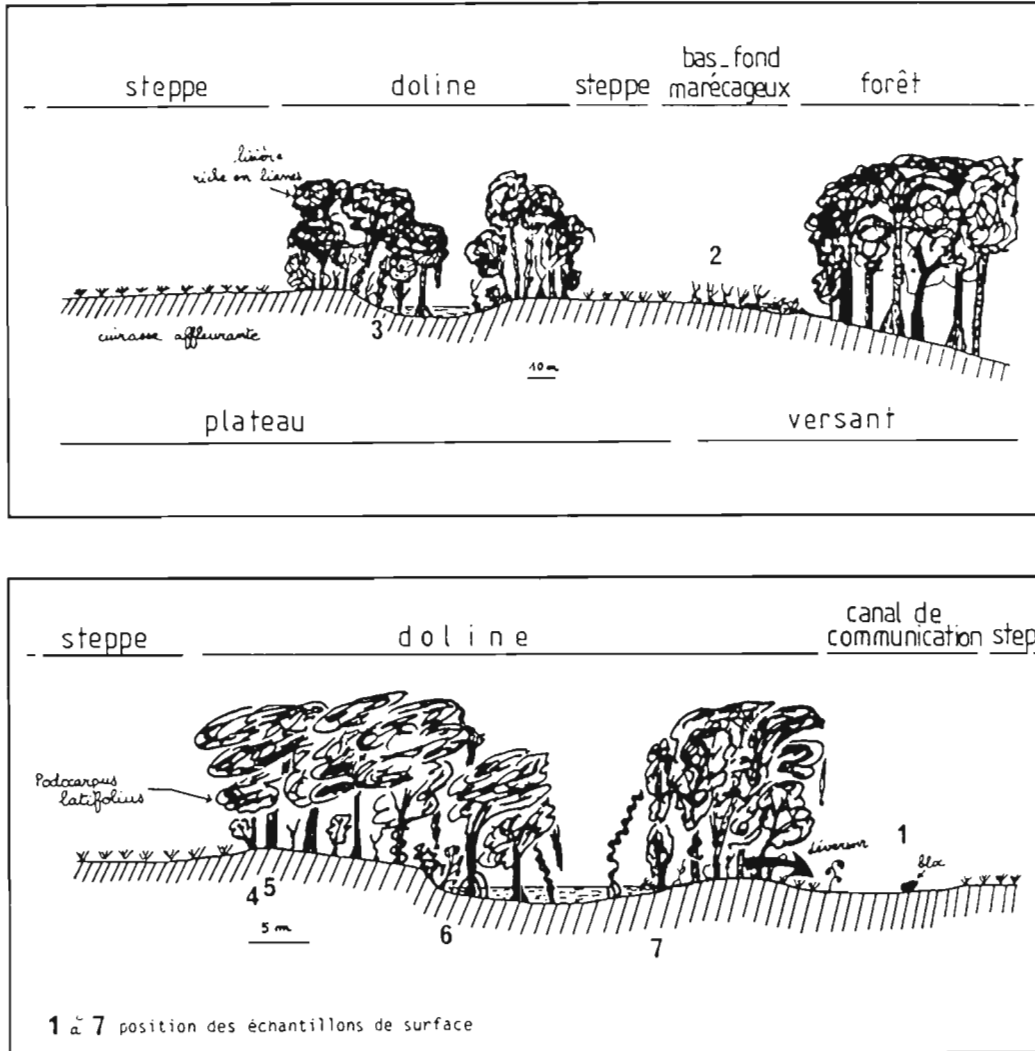 bas_fond
steppe doline steppe marécageux forêt
lisière
riche en lianes
2
3
cuirasse affleurante
10 m
plateau versant
canal de
steppe doline communication step
Podocarpus
latifolius
1
déversoir
bloc
4 5
5 m
6
7
1 à 7 position des échantillons de surface